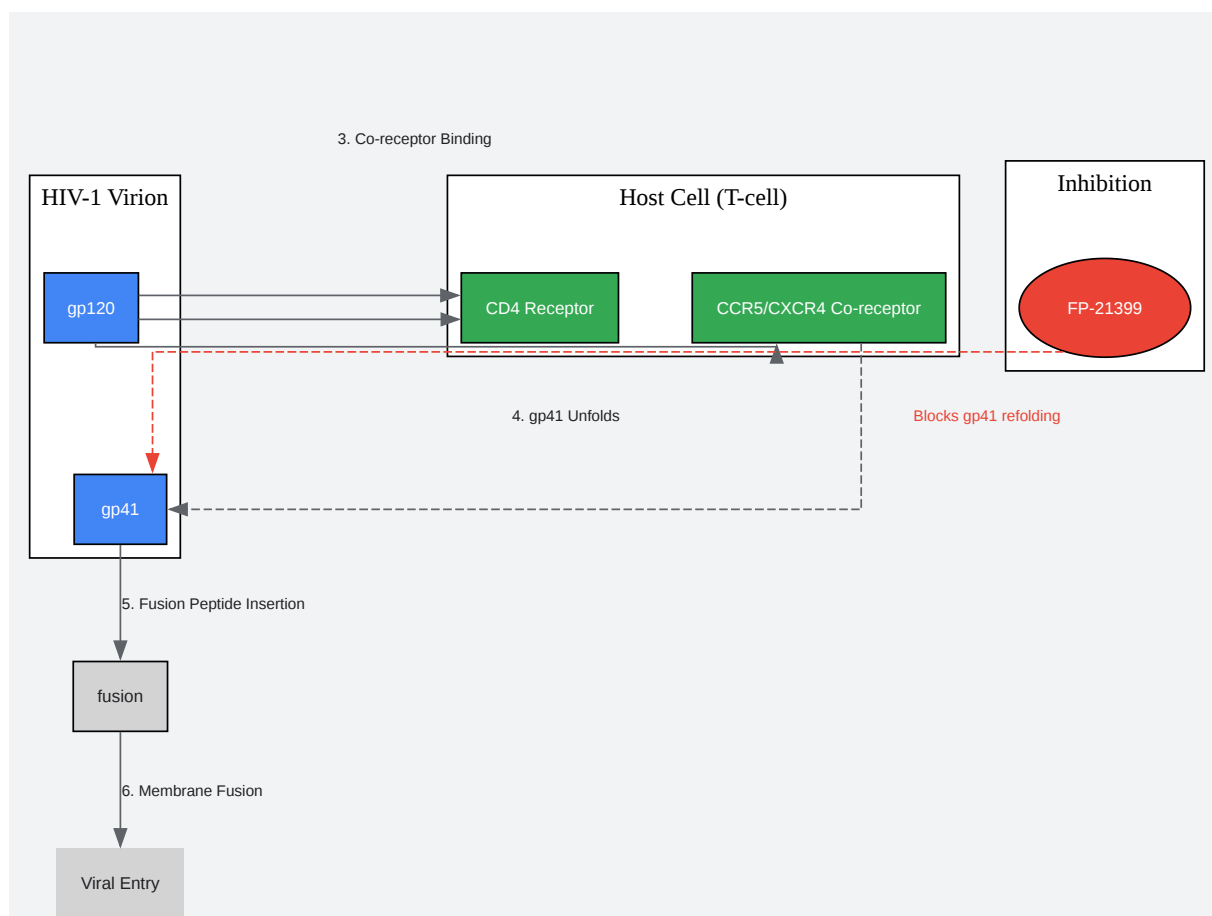 3. Co-receptor Binding
HIV-1 Virion
Host Cell (T-cell)
Inhibition
gp120
CD4 Receptor
CCR5/CXCR4 Co-receptor
FP-21399
4. gp41 Unfolds
Blocks gp41 refolding
gp41
5. Fusion Peptide Insertion
fusion
6. Membrane Fusion
Viral Entry